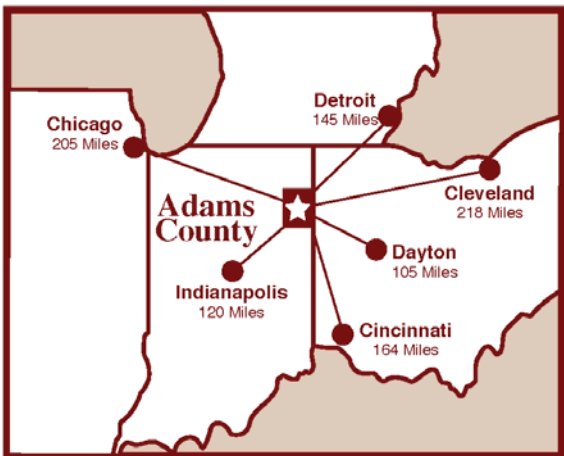 Detroit
145 Miles
Chicago
205 Miles
Cleveland
218 Miles
Adams
County
Dayton
105 Miles
Indianapolis
120 Miles
Cincinnati
164 Miles